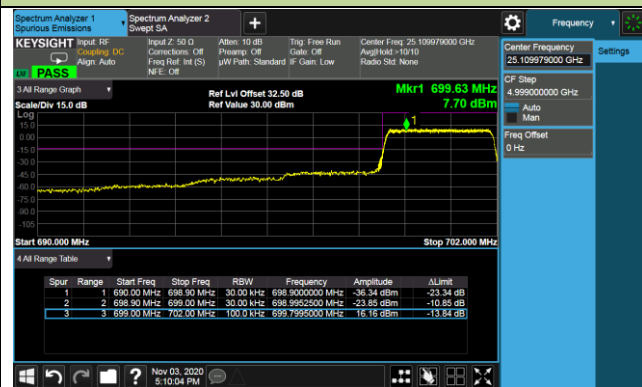 Spectrum Analyzer 1
Spurious Emissions
Spectrum Analyzer 2
Swept SA
Frequency
KEYSIGHT
Input: RF
Coupling: DC
Align: Auto
Input Z: 50 Ω
Corrections: Off
Freq Ref: Int (S)
NFE: Off
Atten: 10 dB
Preamp: Off
µW Path: Standard
Trig: Free Run
Gate: Off
IF Gain: Low
Center Freq: 25.109979000 GHz
Avg|Hold:>10/10
Radio Std: None
PASS
Center Frequency
25.109979000 GHz
Settings
CF Step
4.999000000 GHz
Auto
Man
Freq Offset
0 Hz
3 All Range Graph
Ref Lvl Offset 32.50 dB
Mkr1 699.63 MHz
Scale/Div 15.0 dB
Ref Value 30.00 dBm
7.70 dBm
Log
15.0
0.00
-15.0
-30.0
-45.0
-60.0
-75.0
-90.0
-105
1
Start 690.000 MHz
Stop 702.000 MHz
4 All Range Table
Spur Range Start Freq Stop Freq RBW Frequency Amplitude ΔLimit
1 1 690.00 MHz 698.90 MHz 30.00 kHz 698.9000000 MHz -36.34 dBm -23.34 dB
2 2 698.90 MHz 699.00 MHz 30.00 kHz 698.9952500 MHz -23.85 dBm -10.85 dB
3 3 699.00 MHz 702.00 MHz 100.0 kHz 699.7995000 MHz 16.16 dBm -13.84 dB
Nov 03, 2020
5:10:04 PM